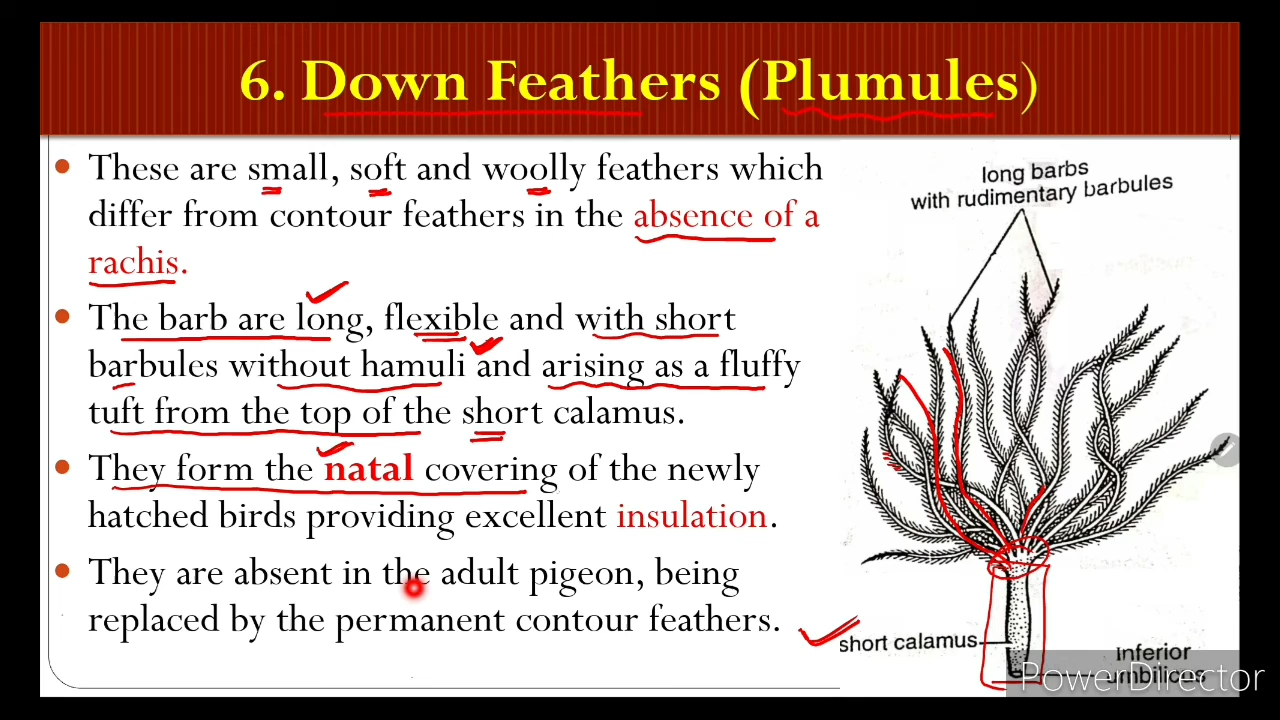 6. Down Feathers (Plumules)
These are small, soft and woolly feathers which
differ from contour feathers in the absence of a
rachis.
The barb are long, flexible and with short
barbules without hamuli and arising as a fluffy
tuft from the top of the short calamus.
They form the natal covering of the newly
hatched birds providing excellent insulation.
They are absent in the adult pigeon, being
replaced by the permanent contour feathers.
long barbs
with rudimentary barbules
short calamus
inferior
umbilicus
PowerDirector